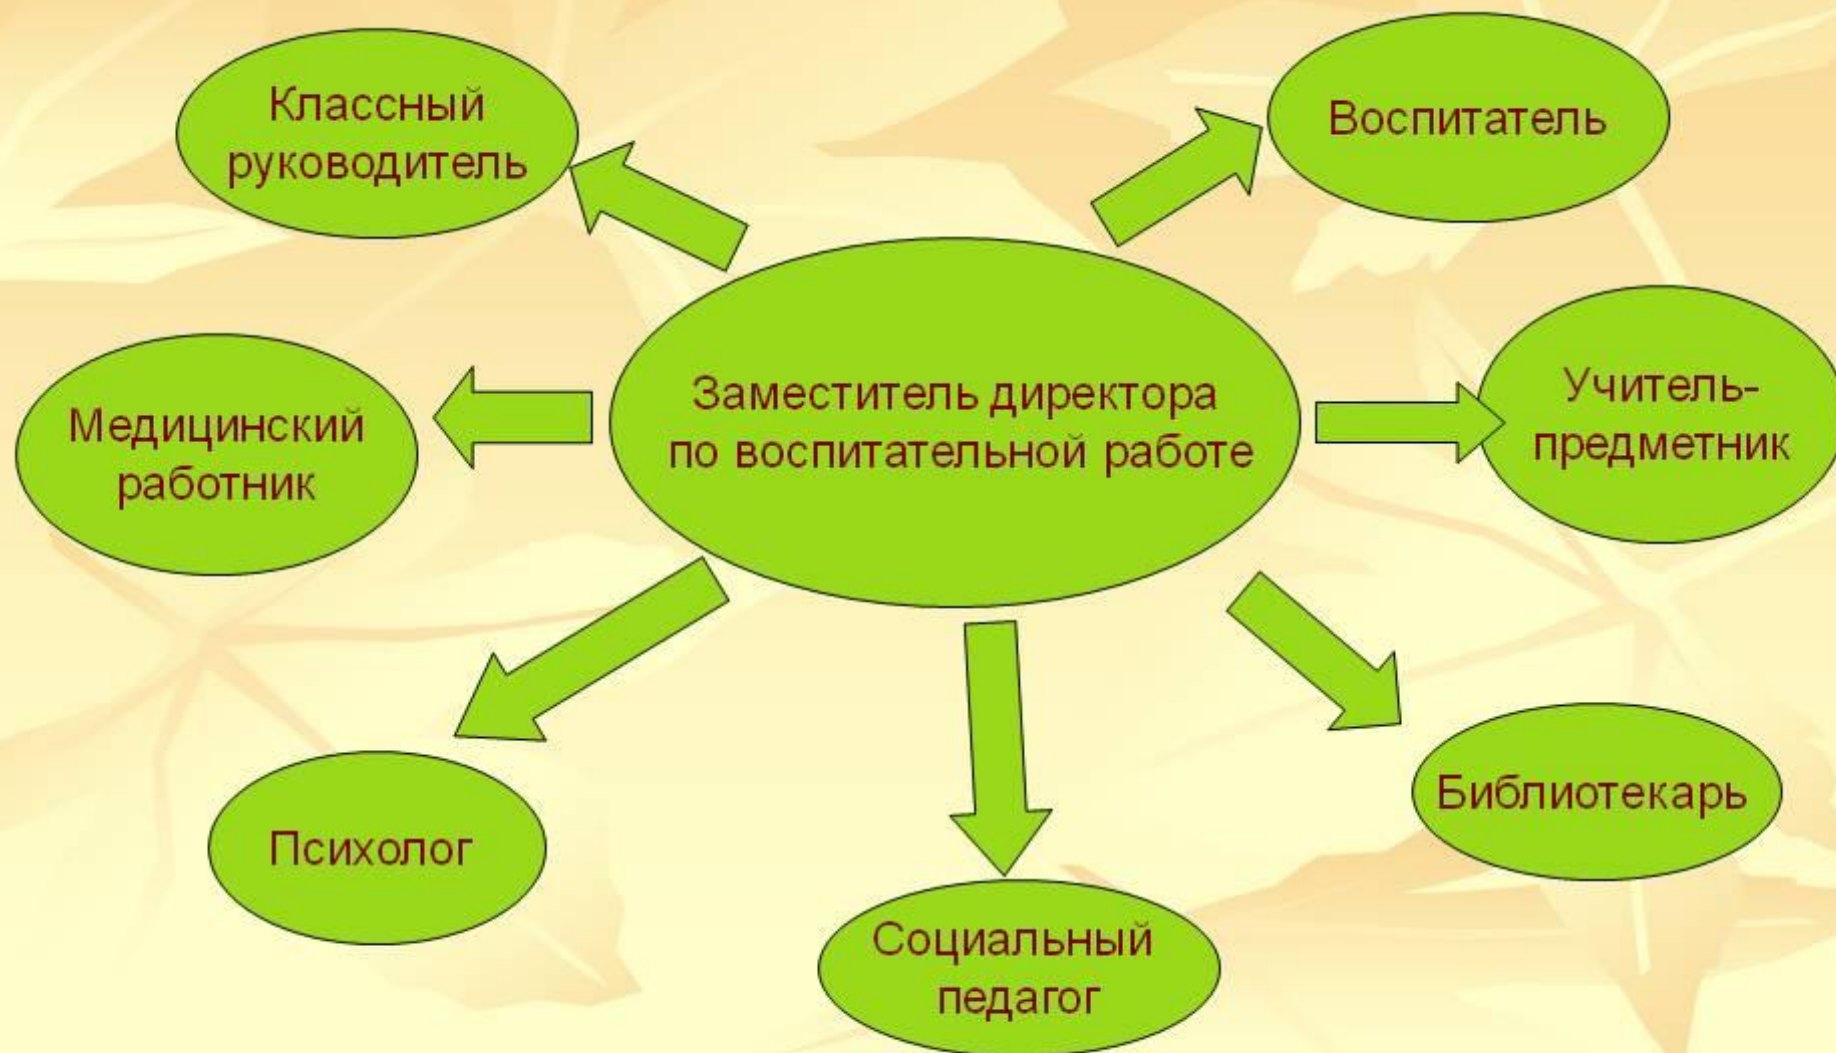 Классный
руководитель
Воспитатель
Заместитель директора
по воспитательной работе
Учитель-
предметник
Медицинский
работник
Библиотекарь
Психолог
Социальный
педагог